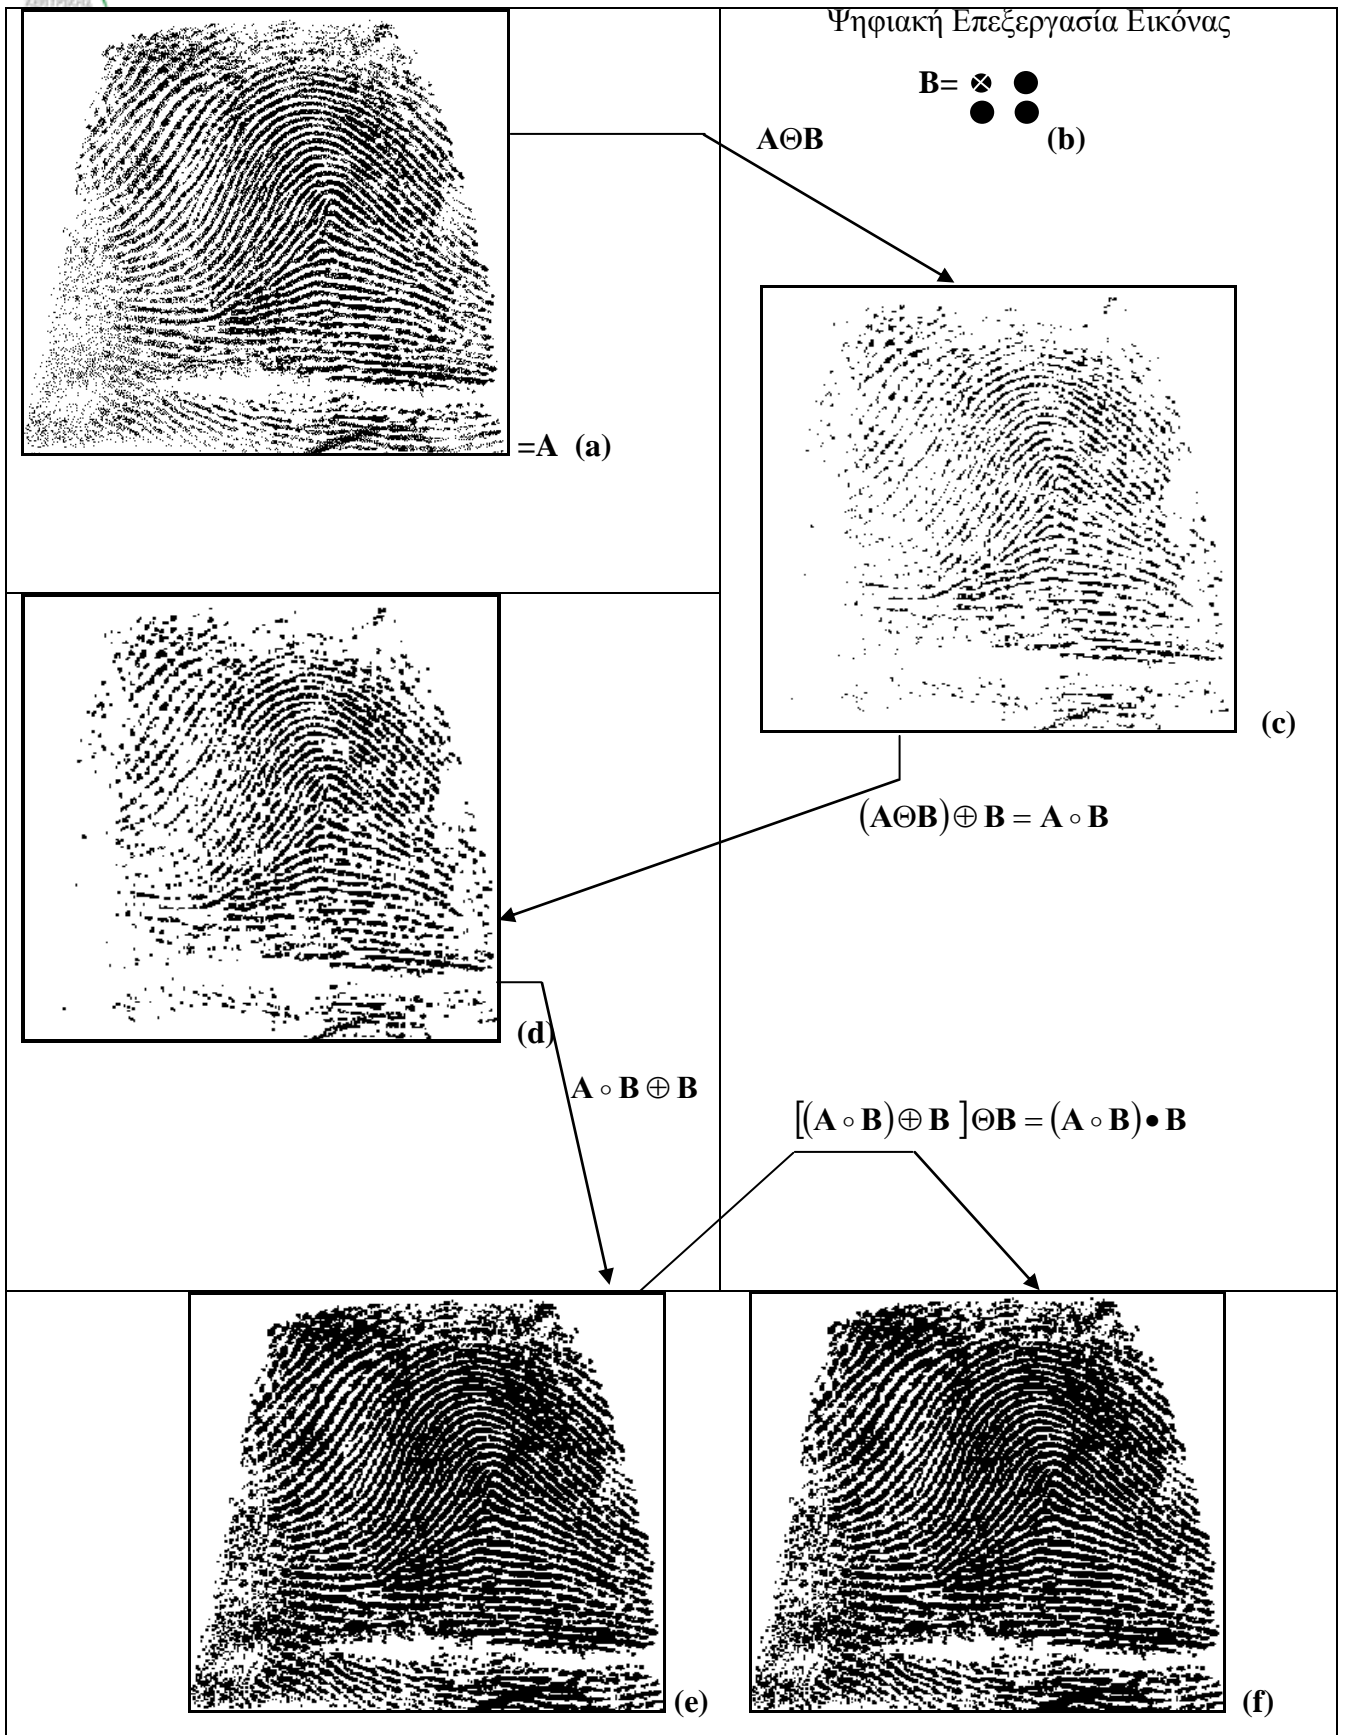 Ψηφιακή Επεξεργασία Εικόνας
B=
(b)
AΘB
=A (a)
(c)
(AΘB)⊕B = A∘B
(d)
A∘B⊕B
[(A∘B)⊕B ]ΘB = (A∘B)•B
(e)
(f)